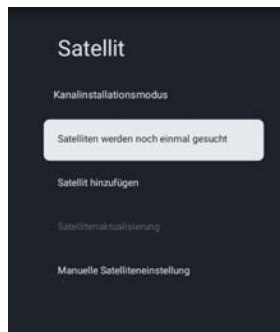 Satellit
Kanalinstallationsmodus
Satelliten werden noch einmal gesucht
Satellit hinzufügen
Satellitenaktualisierung
Manuelle Satelliteneinstellung